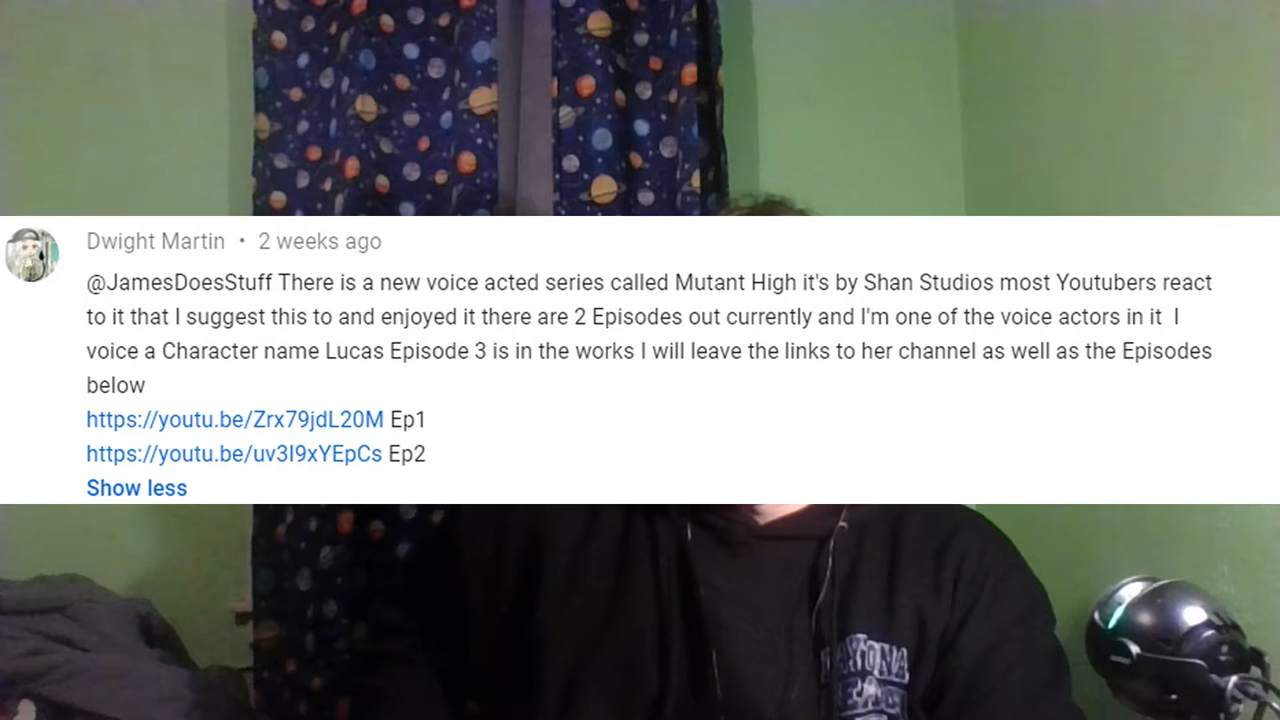 Dwight Martin • 2 weeks ago
@JamesDoesStuff There is a new voice acted series called Mutant High it's by Shan Studios most Youtubers react
to it that I suggest this to and enjoyed it there are 2 Episodes out currently and I'm one of the voice actors in it  I
voice a Character name Lucas Episode 3 is in the works I will leave the links to her channel as well as the Episodes
below
https://youtu.be/Zrx79jdL20M Ep1
https://youtu.be/uv3I9xYEpCs Ep2
Show less